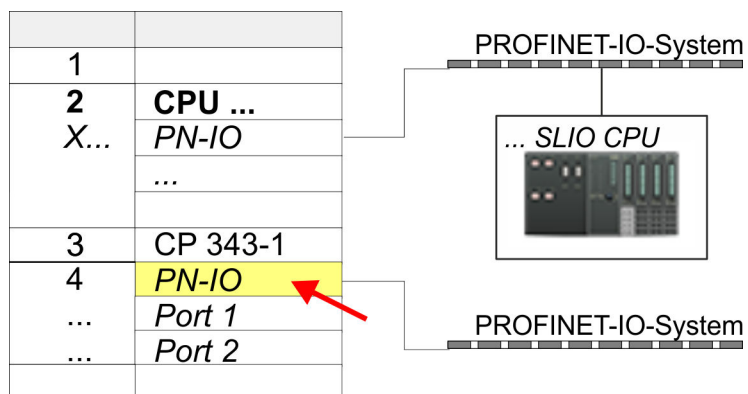 PROFINET-IO-System
1
2 CPU ...
X... PN-IO
...
... SLIO CPU
3 CP 343-1
4 PN-IO
... Port 1
... Port 2
PROFINET-IO-System